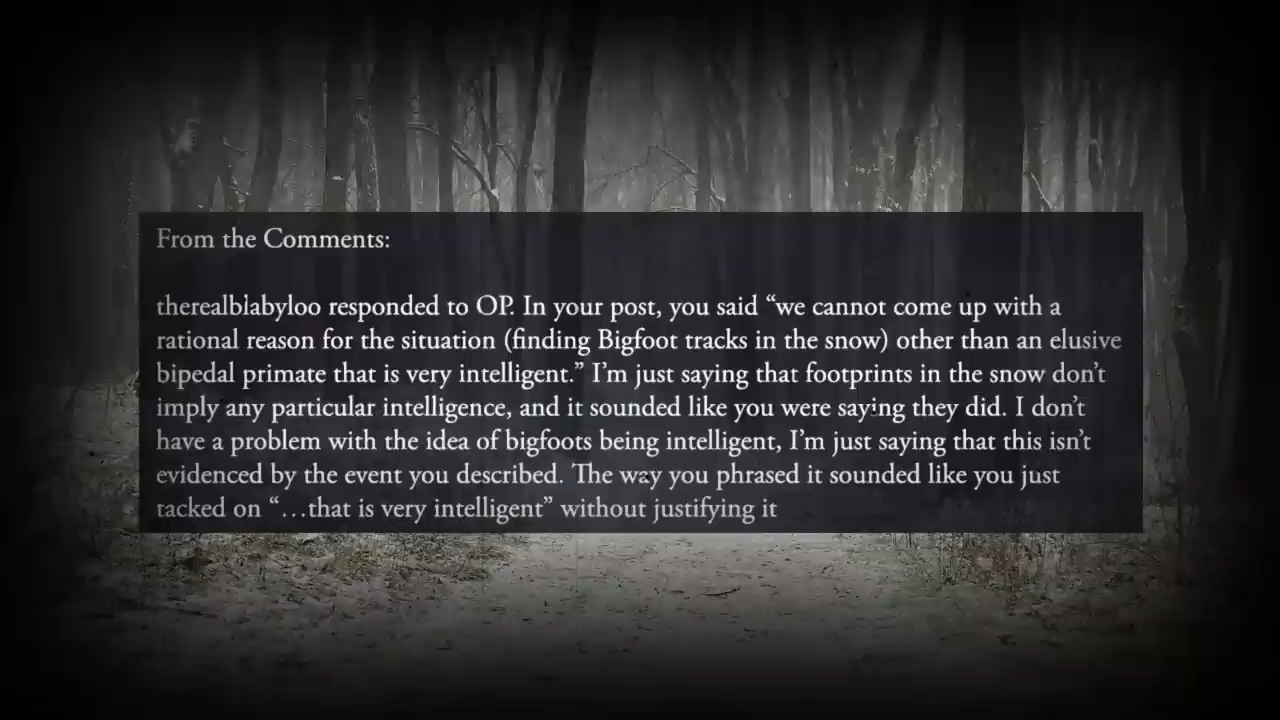 From the Comments:
therealblabyloo responded to OP. In your post, you said “we cannot come up with a
rational reason for the situation (finding Bigfoot tracks in the snow) other than an elusive
bipedal primate that is very intelligent.” I’m just saying that footprints in the snow don’t
imply any particular intelligence, and it sounded like you were saying they did. I don’t
have a problem with the idea of bigfoots being intelligent, I’m just saying that this isn’t
evidenced by the event you described. The way you phrased it sounded like you just
tacked on “…that is very intelligent” without justifying it